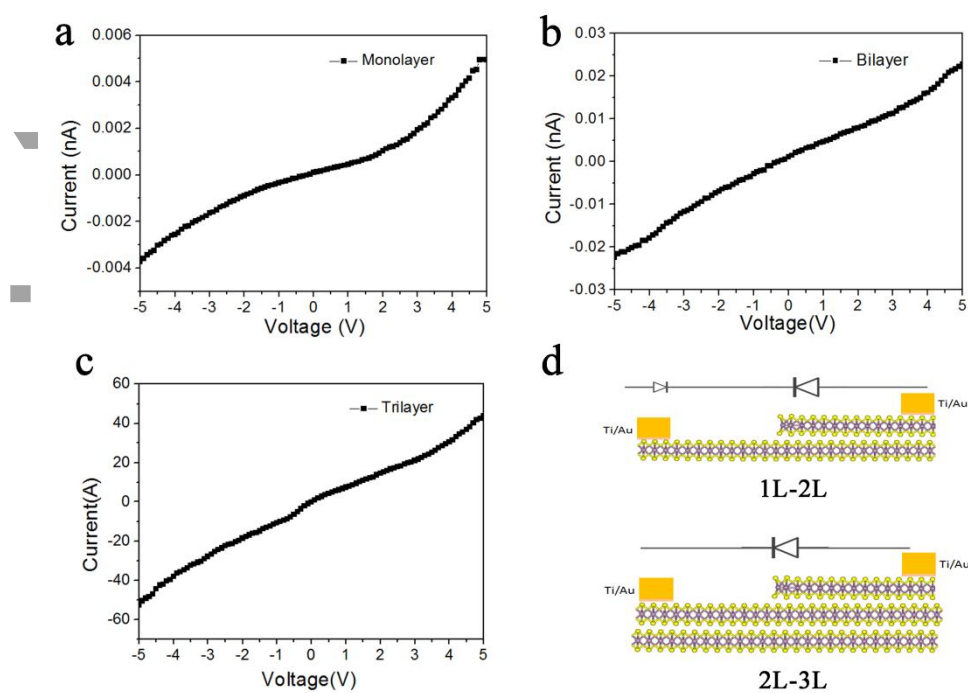 a
Monolayer
Current (nA)
0.006
0.004
0.002
0.000
-0.002
-0.004
-5 -4 -3 -2 -1 0 1 2 3 4 5
Voltage (V)
b
Bilayer
Current (nA)
0.03
0.02
0.01
0.00
-0.01
-0.02
-0.03
-5 -4 -3 -2 -1 0 1 2 3 4 5
Voltage(V)
c
Trilayer
Current(A)
60
40
20
0
-20
-40
-60
-5 -4 -3 -2 -1 0 1 2 3 4 5
Voltage(V)
d
Ti/Au
Ti/Au
1L-2L
Ti/Au
Ti/Au
2L-3L